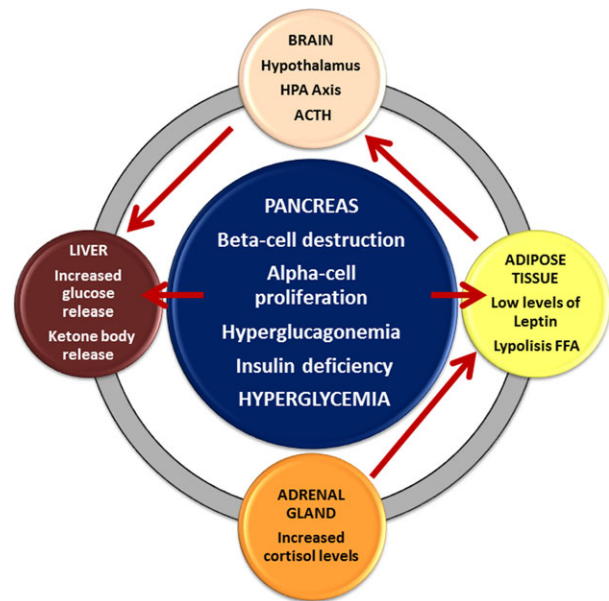 BRAIN
Hypothalamus
HPA Axis
ACTH
PANCREAS
Beta-cell destruction
Alpha-cell
proliferation
Hyperglucagonemia
Insulin deficiency
HYPERGLYCEMIA
LIVER
Increased
glucose
release
Ketone body
release
ADIPOSE
TISSUE
Low levels of
Leptin
Lypolisis FFA
ADRENAL
GLAND
Increased
cortisol levels